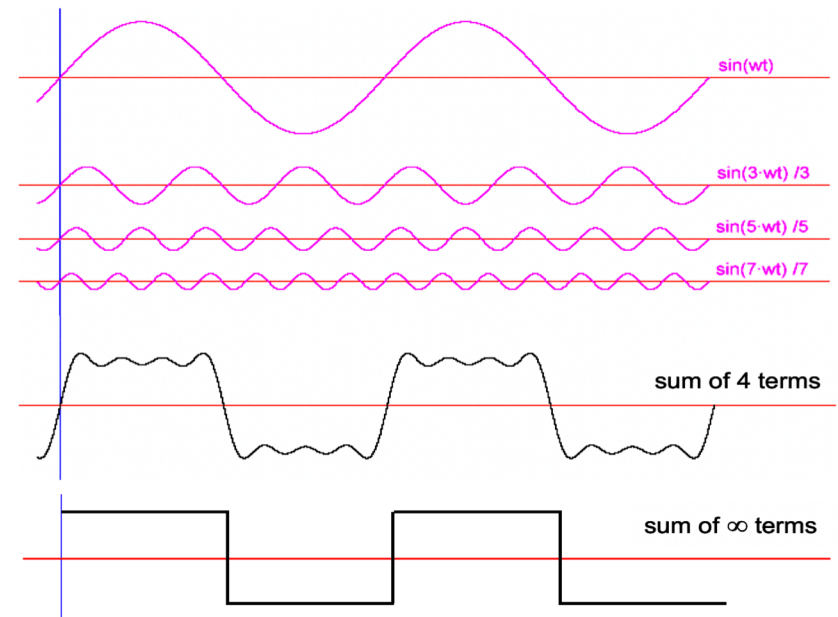 sin(wt)
sin(3·wt) /3
sin(5·wt) /5
sin(7·wt) /7
sum of 4 terms
sum of ∞ terms